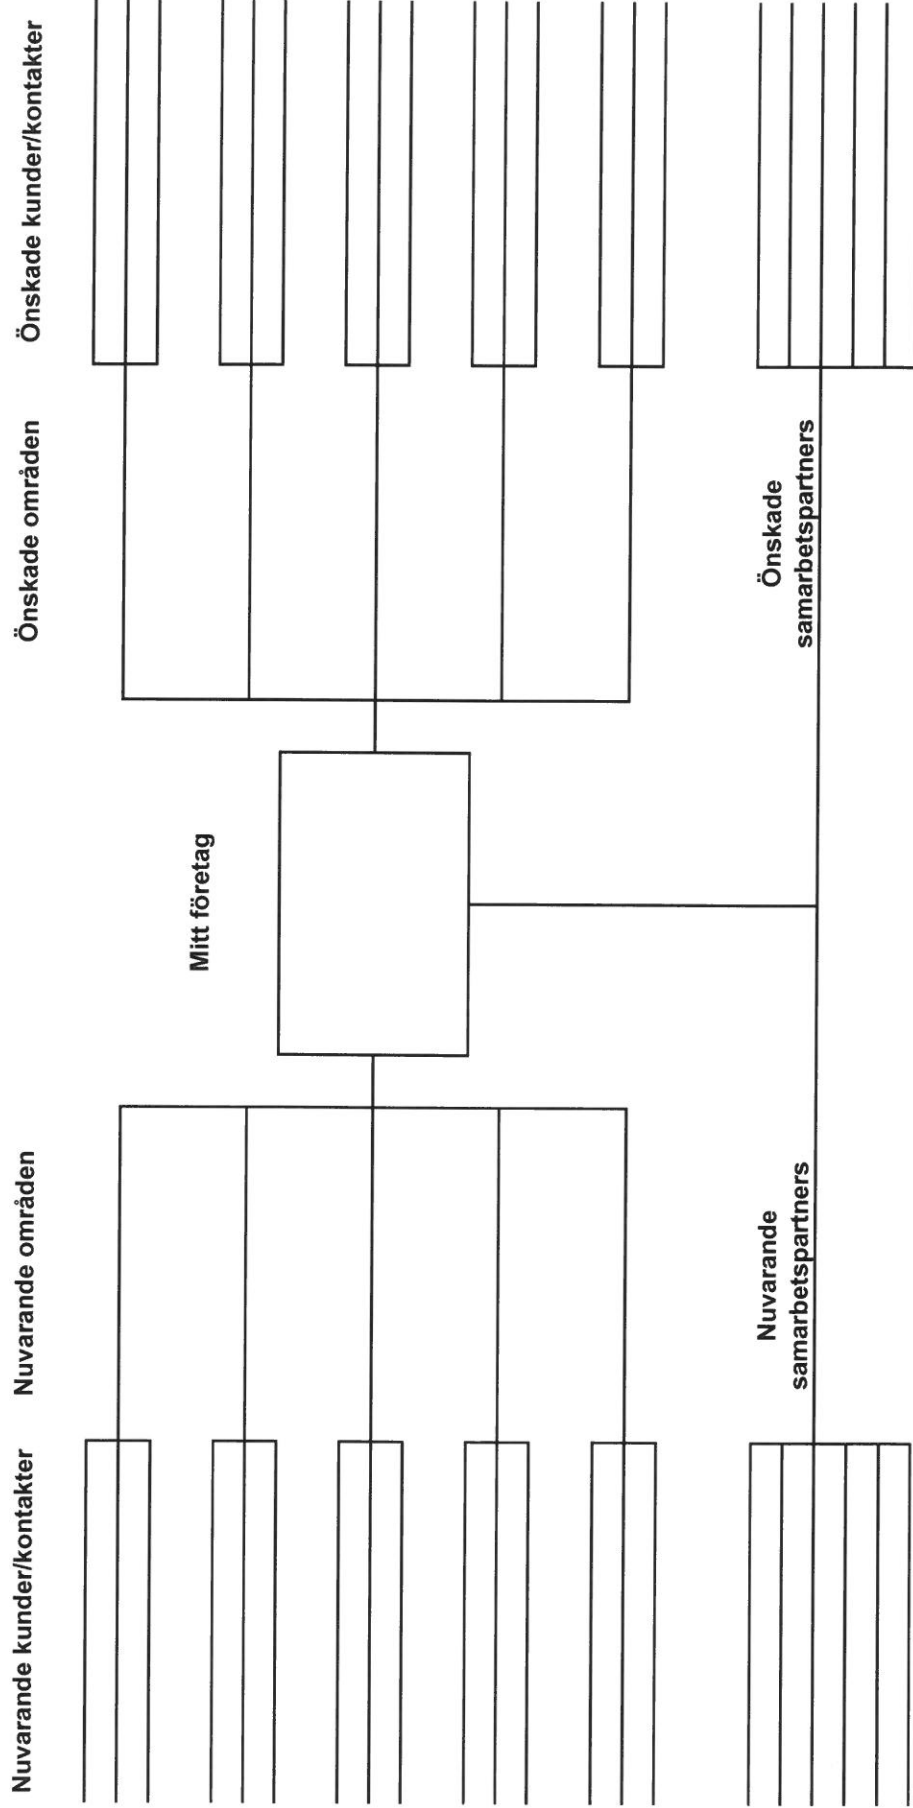 Nuvarande kunder/kontakter
Nuvarande områden
Mitt företag
Önskade områden
Önskade kunder/kontakter
Nuvarande
samarbetspartners
Önskade
samarbetspartners